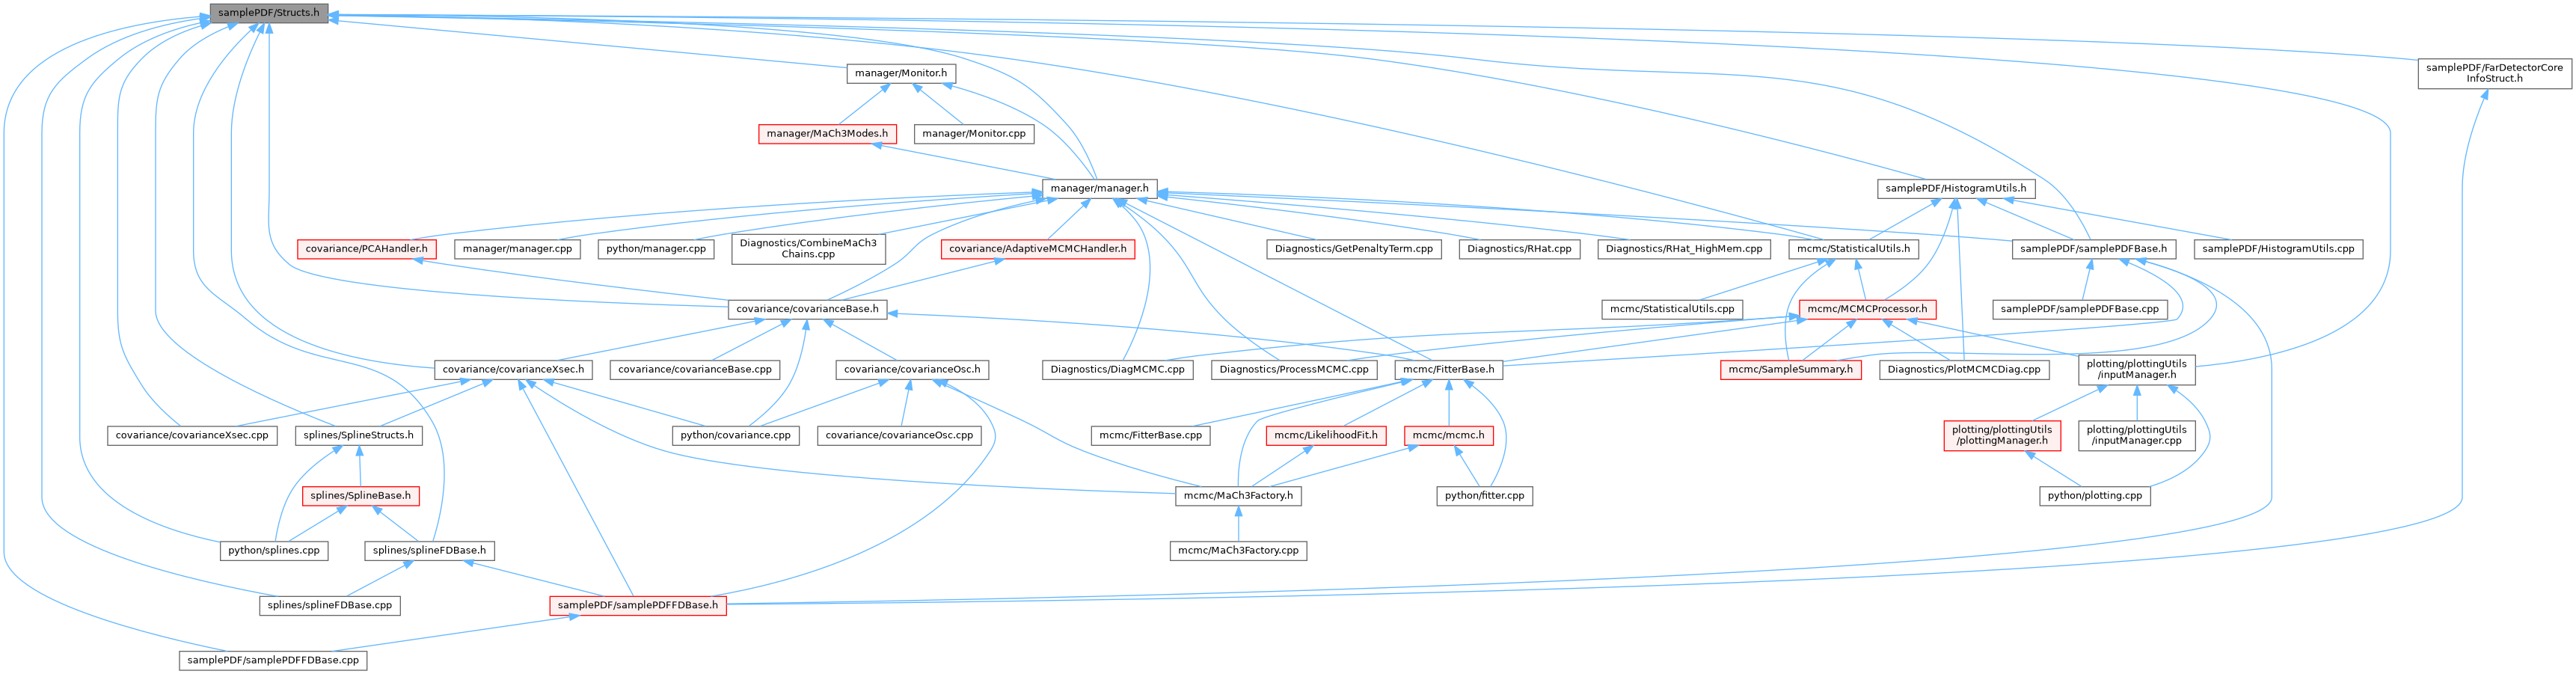 samplePDF/Structs.h
manager/Monitor.h
samplePDF/FarDetectorCore
InfoStruct.h
manager/MaCh3Modes.h
manager/Monitor.cpp
manager/manager.h
samplePDF/HistogramUtils.h
covariance/PCAHandler.h
manager/manager.cpp
python/manager.cpp
Diagnostics/CombineMaCh3
Chains.cpp
covariance/AdaptiveMCMCHandler.h
Diagnostics/GetPenaltyTerm.cpp
Diagnostics/RHat.cpp
Diagnostics/RHat_HighMem.cpp
mcmc/StatisticalUtils.h
samplePDF/samplePDFBase.h
samplePDF/HistogramUtils.cpp
covariance/covarianceBase.h
mcmc/StatisticalUtils.cpp
mcmc/MCMCProcessor.h
samplePDF/samplePDFBase.cpp
covariance/covarianceXsec.h
covariance/covarianceBase.cpp
covariance/covarianceOsc.h
Diagnostics/DiagMCMC.cpp
Diagnostics/ProcessMCMC.cpp
mcmc/FitterBase.h
mcmc/SampleSummary.h
Diagnostics/PlotMCMCDiag.cpp
plotting/plottingUtils
/inputManager.h
covariance/covarianceXsec.cpp
splines/SplineStructs.h
python/covariance.cpp
covariance/covarianceOsc.cpp
mcmc/FitterBase.cpp
mcmc/LikelihoodFit.h
mcmc/mcmc.h
plotting/plottingUtils
/plottingManager.h
plotting/plottingUtils
/inputManager.cpp
splines/SplineBase.h
mcmc/MaCh3Factory.h
python/fitter.cpp
python/plotting.cpp
python/splines.cpp
splines/splineFDBase.h
mcmc/MaCh3Factory.cpp
splines/splineFDBase.cpp
samplePDF/samplePDFFDBase.h
samplePDF/samplePDFFDBase.cpp